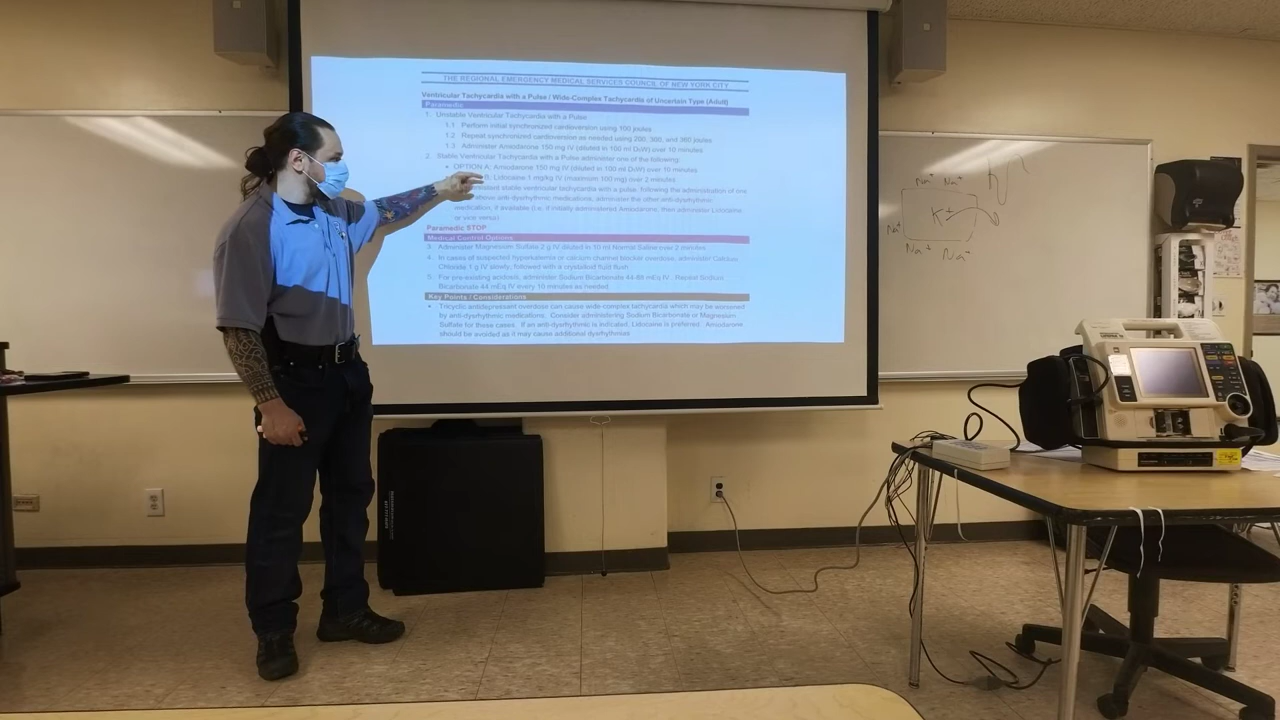 THE REGIONAL EMERGENCY MEDICAL SERVICES COUNCIL OF NEW YORK CITY
Ventricular Tachycardia with a Pulse / Wide-Complex Tachycardia of Uncertain Type (Adult)
Paramedic
1. Unstable Ventricular Tachycardia with a Pulse
1.1 Perform initial synchronized cardioversion using 100 joules
1.2 Repeat synchronized cardioversion as needed using 200, 300, and 360 joules
1.3 Administer Amiodarone 150 mg IV (diluted in 100 ml D5W) over 10 minutes
2. Stable Ventricular Tachycardia with a Pulse administer one of the following:
• OPTION A: Amiodarone 150 mg IV (diluted in 100 ml D5W) over 10 minutes
B: Lidocaine 1 mg/kg IV (maximum 100 mg) over 2 minutes
stable ventricular tachycardia with a pulse, following the administration of one
above anti-dysrhythmic medications, administer the other anti-dysrhythmic
medication, if available (i.e. if initially administered Amiodarone, then administer Lidocaine
or vice versa)
Paramedic STOP
Medical Control Options
3. Administer Magnesium Sulfate 2 g IV diluted in 10 ml Normal Saline over 2 minutes
4. In cases of suspected hyperkalemia or calcium channel blocker overdose, administer Calcium
Chloride 1 g IV slowly, followed with a crystalloid fluid flush
5. For pre-existing acidosis, administer Sodium Bicarbonate 44-88 mEq IV. Repeat Sodium
Bicarbonate 44 mEq IV every 10 minutes as needed
Key Points / Considerations
• Tricyclic antidepressant overdose can cause wide-complex tachycardia which may be worsened
by anti-dysrhythmic medications. Consider administering Sodium Bicarbonate or Magnesium
Sulfate for these cases. If an anti-dysrhythmic is indicated, Lidocaine is preferred. Amiodarone
should be avoided as it may cause additional dysrhythmias
Na+ Na+
K+
Na+
Na+ Na+